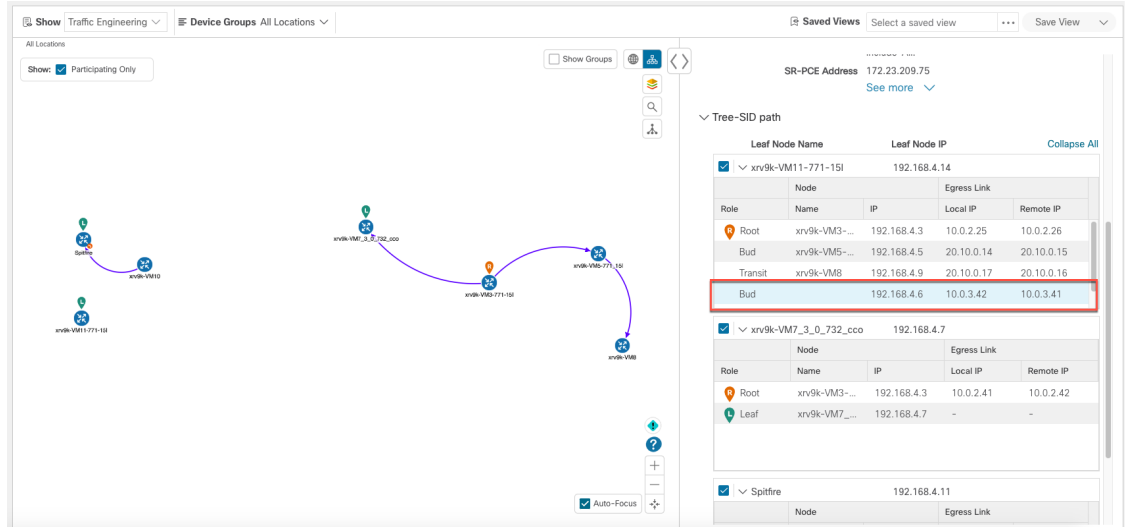 Show Traffic Engineering Device Groups All Locations Saved Views Select a saved view ... Save View
All Locations
Show: Participating Only
Show Groups
SR-PCE Address 172.23.209.75
See more
Tree-SID path
Leaf Node Name Leaf Node IP Collapse All
xrv9k-VM11-771-15I 192.168.4.14
Node Egress Link
Role Name IP Local IP Remote IP
R Root xrv9k-VM3-... 192.168.4.3 10.0.2.25 10.0.2.26
Bud xrv9k-VM5-... 192.168.4.5 20.10.0.14 20.10.0.15
Transit xrv9k-VM8 192.168.4.9 20.10.0.17 20.10.0.16
Bud 192.168.4.6 10.0.3.42 10.0.3.41
xrv9k-VM7_3_0_732_cco 192.168.4.7
Node Egress Link
Role Name IP Local IP Remote IP
R Root xrv9k-VM3-... 192.168.4.3 10.0.2.41 10.0.2.42
L Leaf xrv9k-VM7_... 192.168.4.7 - -
Spitfire 192.168.4.11
Node Egress Link
L
xrv9k-VM7_3_0_732_cco
L
Spitfire
xrv9k-VM10
xrv9k-VM5-771_15I
R
xrv9k-VM3-771-15I
L
xrv9k-VM11-771-15I
xrv9k-VM8
Auto-Focus